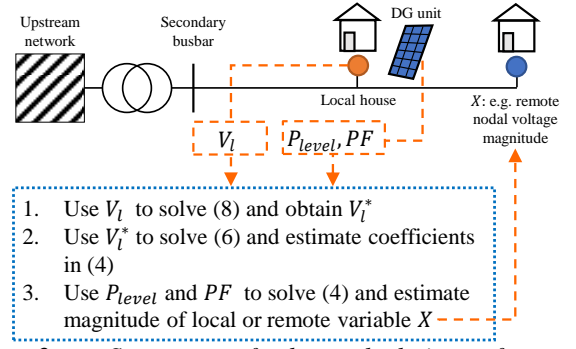 Upstream
network
Secondary
busbar
DG unit
Local house
X: e.g. remote
nodal voltage
magnitude
V_l
P_level, PF
1. Use V_l to solve (8) and obtain V_l^*
2. Use V_l^* to solve (6) and estimate coefficients
in (4)
3. Use P_level and PF to solve (4) and estimate
magnitude of local or remote variable X